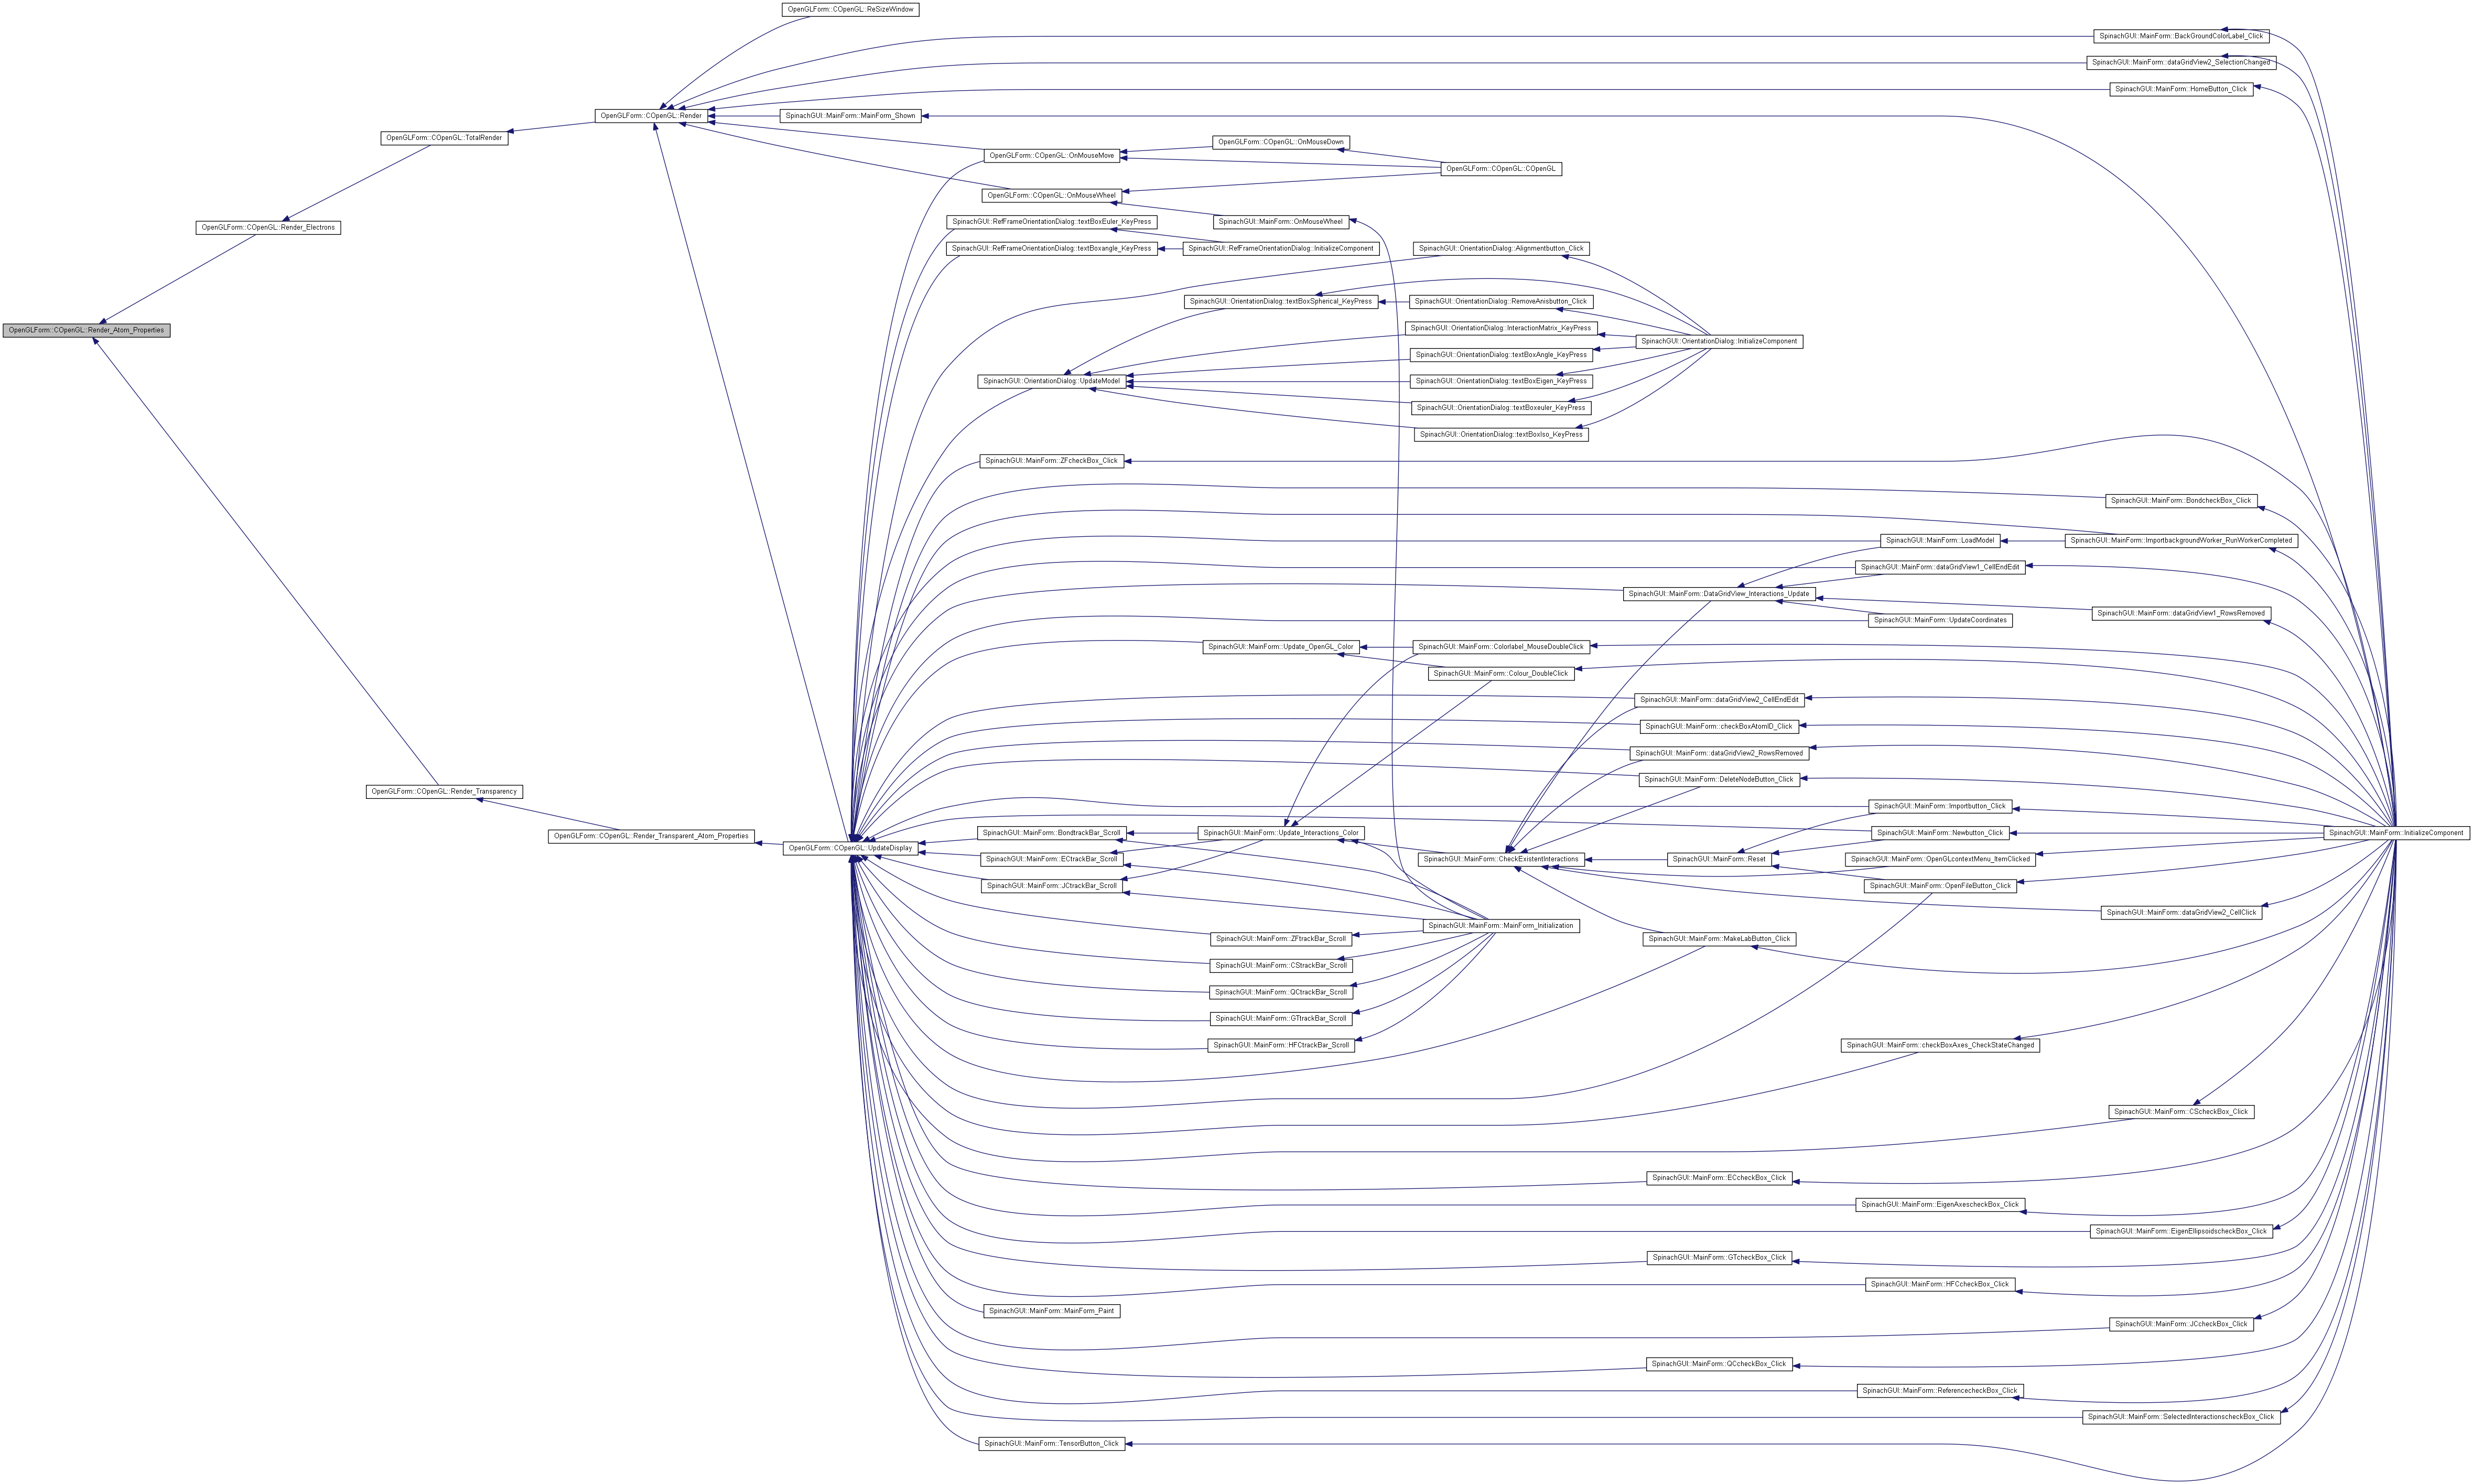 OpenGLForm::COpenGL::ReSizeWindow
SpinachGUI::MainForm::BackGroundColorLabel_Click
SpinachGUI::MainForm::dataGridView2_SelectionChanged
SpinachGUI::MainForm::HomeButton_Click
OpenGLForm::COpenGL::Render
SpinachGUI::MainForm::MainForm_Shown
OpenGLForm::COpenGL::TotalRender
OpenGLForm::COpenGL::OnMouseDown
OpenGLForm::COpenGL::OnMouseMove
OpenGLForm::COpenGL::COpenGL
OpenGLForm::COpenGL::OnMouseWheel
SpinachGUI::RefFrameOrientationDialog::textBoxEuler_KeyPress
SpinachGUI::MainForm::OnMouseWheel
OpenGLForm::COpenGL::Render_Electrons
SpinachGUI::RefFrameOrientationDialog::textBoxangle_KeyPress
SpinachGUI::RefFrameOrientationDialog::InitializeComponent
SpinachGUI::OrientationDialog::Alignmentbutton_Click
SpinachGUI::OrientationDialog::textBoxSpherical_KeyPress
SpinachGUI::OrientationDialog::RemoveAnisbutton_Click
OpenGLForm::COpenGL::Render_Atom_Properties
SpinachGUI::OrientationDialog::InteractionMatrix_KeyPress
SpinachGUI::OrientationDialog::InitializeComponent
SpinachGUI::OrientationDialog::textBoxAngle_KeyPress
SpinachGUI::OrientationDialog::UpdateModel
SpinachGUI::OrientationDialog::textBoxEigen_KeyPress
SpinachGUI::OrientationDialog::textBoxeuler_KeyPress
SpinachGUI::OrientationDialog::textBoxIso_KeyPress
SpinachGUI::MainForm::ZFcheckBox_Click
SpinachGUI::MainForm::BondcheckBox_Click
SpinachGUI::MainForm::LoadModel
SpinachGUI::MainForm::ImportbackgroundWorker_RunWorkerCompleted
SpinachGUI::MainForm::dataGridView1_CellEndEdit
SpinachGUI::MainForm::DataGridView_Interactions_Update
SpinachGUI::MainForm::dataGridView1_RowsRemoved
SpinachGUI::MainForm::UpdateCoordinates
SpinachGUI::MainForm::Update_OpenGL_Color
SpinachGUI::MainForm::Colorlabel_MouseDoubleClick
SpinachGUI::MainForm::Colour_DoubleClick
SpinachGUI::MainForm::dataGridView2_CellEndEdit
SpinachGUI::MainForm::checkBoxAtomID_Click
SpinachGUI::MainForm::dataGridView2_RowsRemoved
SpinachGUI::MainForm::DeleteNodeButton_Click
OpenGLForm::COpenGL::Render_Transparency
SpinachGUI::MainForm::Importbutton_Click
OpenGLForm::COpenGL::Render_Transparent_Atom_Properties
OpenGLForm::COpenGL::UpdateDisplay
SpinachGUI::MainForm::BondtrackBar_Scroll
SpinachGUI::MainForm::Update_Interactions_Color
SpinachGUI::MainForm::Newbutton_Click
SpinachGUI::MainForm::InitializeComponent
SpinachGUI::MainForm::ECtrackBar_Scroll
SpinachGUI::MainForm::CheckExistentInteractions
SpinachGUI::MainForm::Reset
SpinachGUI::MainForm::OpenGLcontextMenu_ItemClicked
SpinachGUI::MainForm::JCtrackBar_Scroll
SpinachGUI::MainForm::OpenFileButton_Click
SpinachGUI::MainForm::dataGridView2_CellClick
SpinachGUI::MainForm::MainForm_Initialization
SpinachGUI::MainForm::ZFtrackBar_Scroll
SpinachGUI::MainForm::MakeLabButton_Click
SpinachGUI::MainForm::CStrackBar_Scroll
SpinachGUI::MainForm::QCtrackBar_Scroll
SpinachGUI::MainForm::GTtrackBar_Scroll
SpinachGUI::MainForm::HFCtrackBar_Scroll
SpinachGUI::MainForm::checkBoxAxes_CheckStateChanged
SpinachGUI::MainForm::CScheckBox_Click
SpinachGUI::MainForm::ECcheckBox_Click
SpinachGUI::MainForm::EigenAxescheckBox_Click
SpinachGUI::MainForm::EigenEllipsoidscheckBox_Click
SpinachGUI::MainForm::GTcheckBox_Click
SpinachGUI::MainForm::HFCcheckBox_Click
SpinachGUI::MainForm::MainForm_Paint
SpinachGUI::MainForm::JCcheckBox_Click
SpinachGUI::MainForm::QCcheckBox_Click
SpinachGUI::MainForm::ReferencecheckBox_Click
SpinachGUI::MainForm::SelectedInteractionscheckBox_Click
SpinachGUI::MainForm::TensorButton_Click